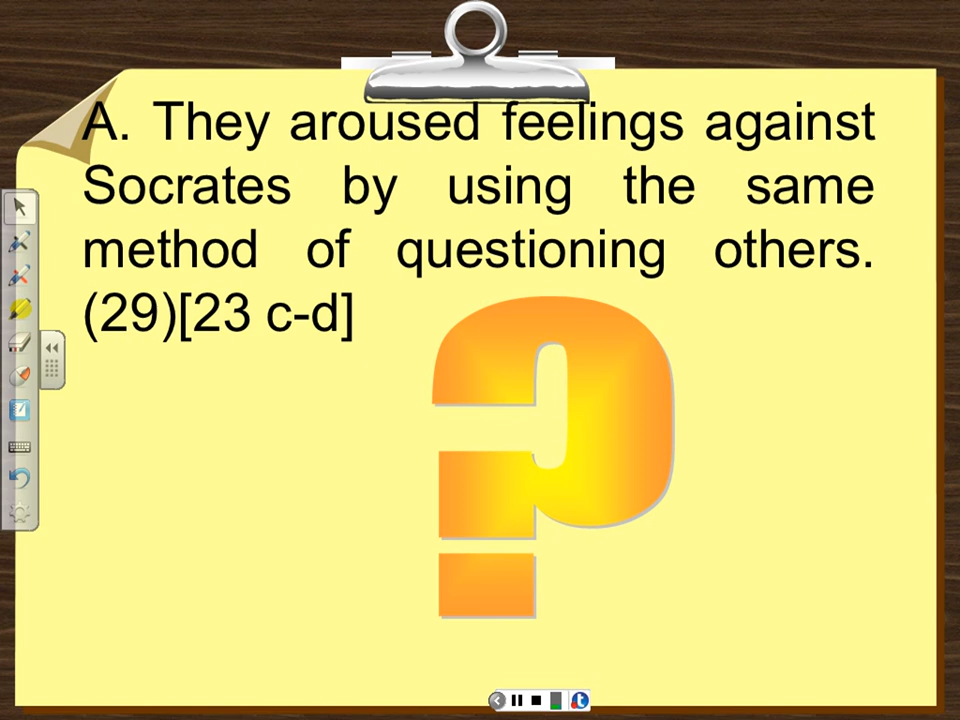 A. They aroused feelings against
Socrates by using the same
method of questioning others.
(29)[23 c-d]
?